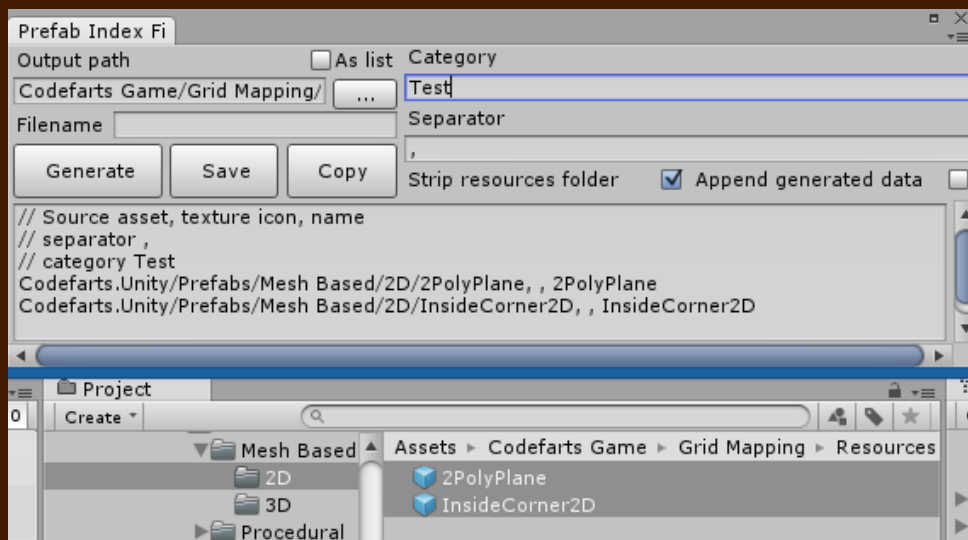 Prefab Index Fi
Output path
As list
Category
Codefarts Game/Grid Mapping/
...
Test
Filename
Separator
,
Generate
Save
Copy
Strip resources folder
Append generated data
// Source asset, texture icon, name
// separator ,
// category Test
Codefarts.Unity/Prefabs/Mesh Based/2D/2PolyPlane, , 2PolyPlane
Codefarts.Unity/Prefabs/Mesh Based/2D/InsideCorner2D, , InsideCorner2D
Project
0
Create
Mesh Based
Assets ▸ Codefarts Game ▸ Grid Mapping ▸ Resources
2D
2PolyPlane
3D
InsideCorner2D
Procedural